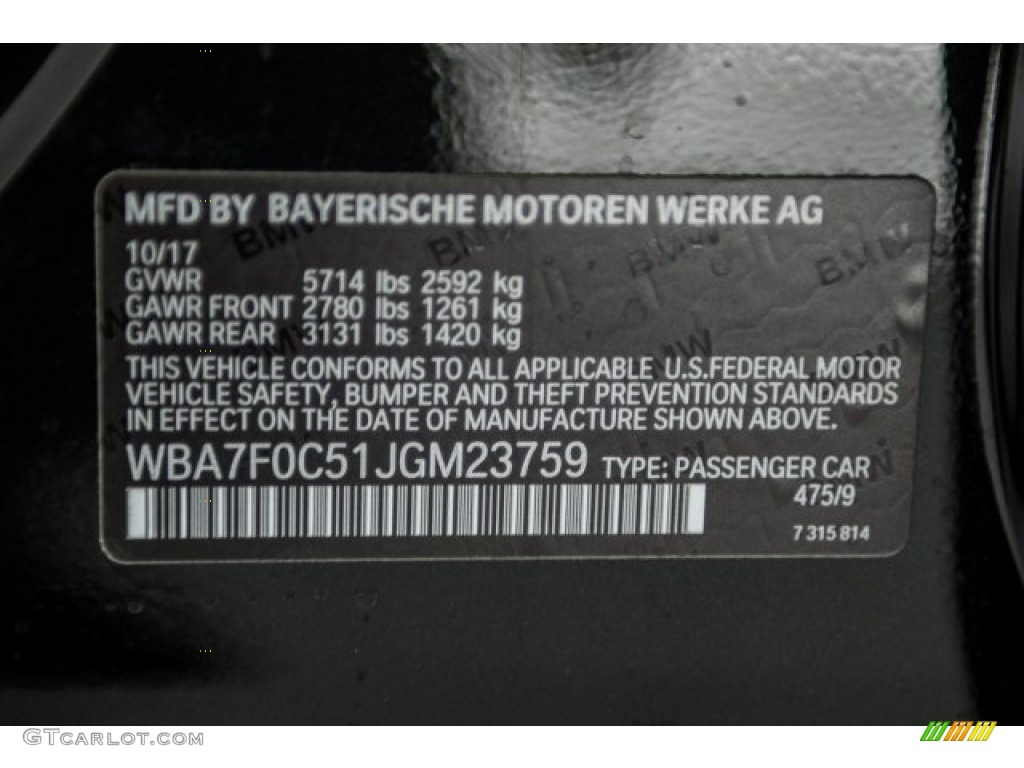 MFD BY BAYERISCHE MOTOREN WERKE AG
10/17
GVWR 5714 lbs 2592 kg
GAWR FRONT 2780 lbs 1261 kg
GAWR REAR 3131 lbs 1420 kg
THIS VEHICLE CONFORMS TO ALL APPLICABLE U.S.FEDERAL MOTOR
VEHICLE SAFETY, BUMPER AND THEFT PREVENTION STANDARDS
IN EFFECT ON THE DATE OF MANUFACTURE SHOWN ABOVE.
WBA7F0C51JGM23759 TYPE: PASSENGER CAR
475/9
7 315 814
GTCARLOT.COM